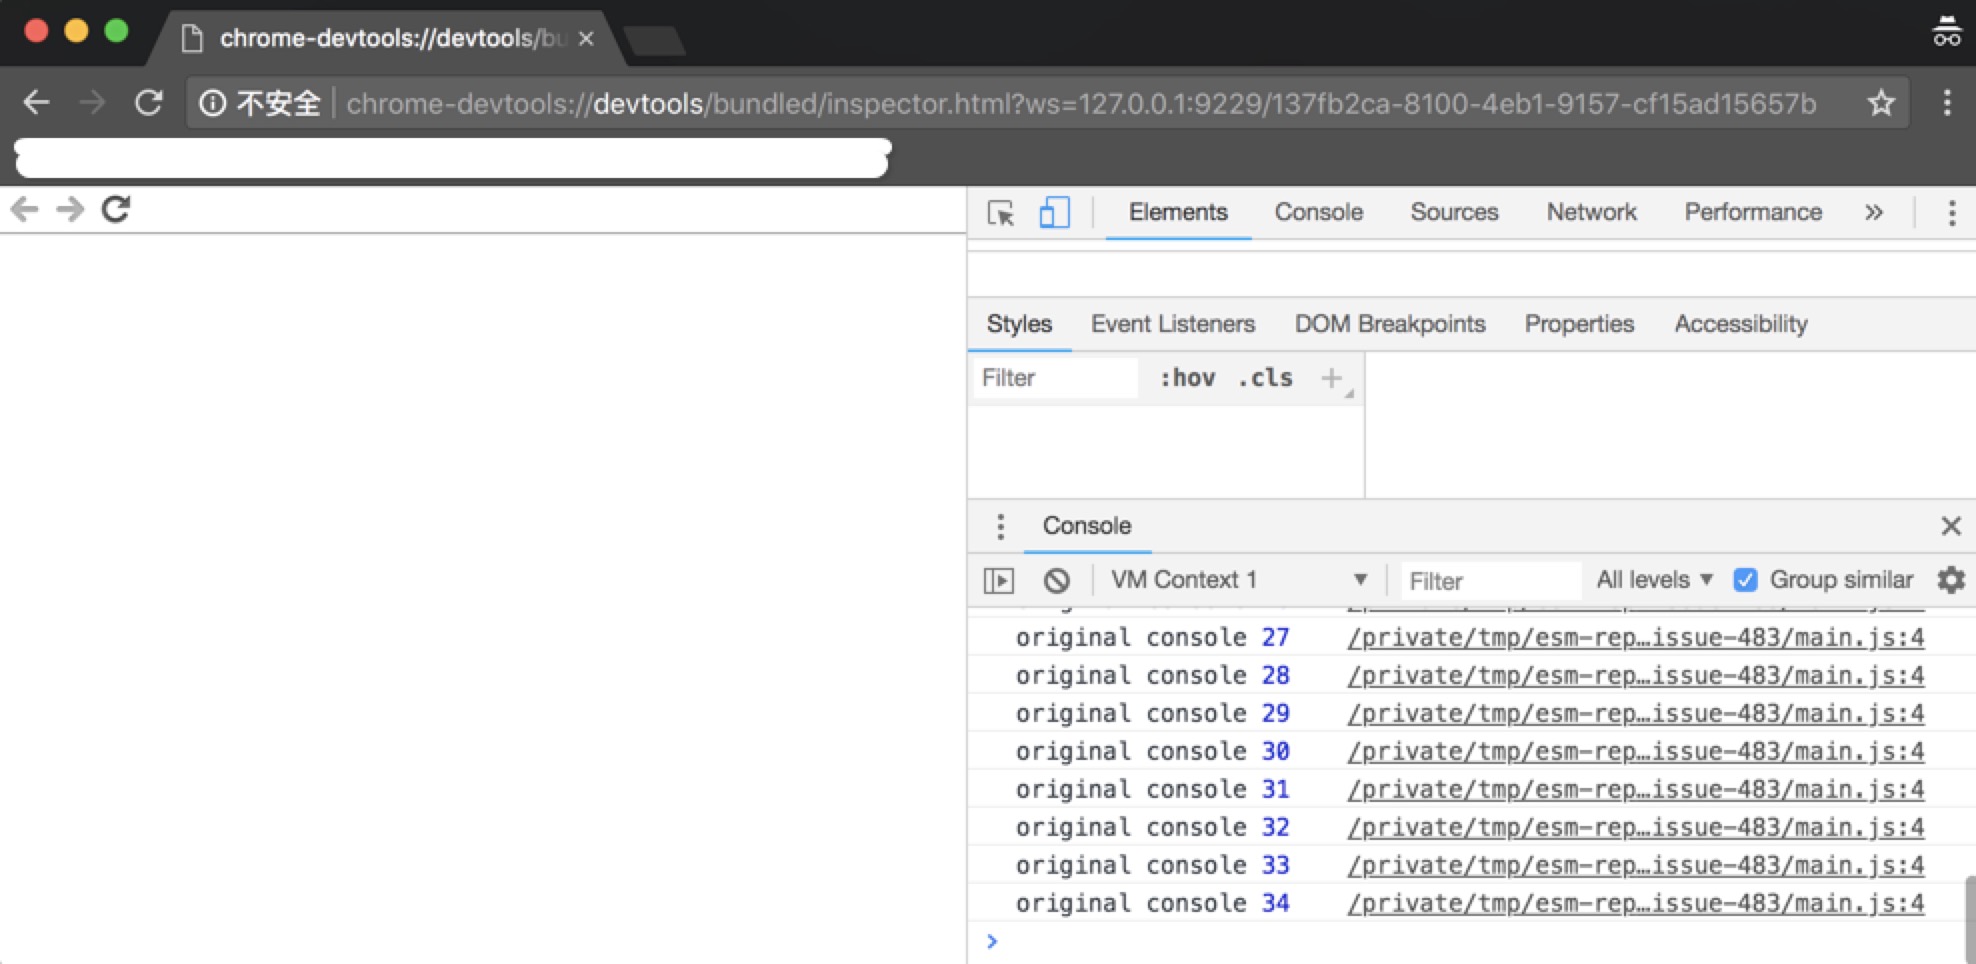 chrome-devtools://devtools/bu
不安全 chrome-devtools://devtools/bundled/inspector.html?ws=127.0.0.1:9229/137fb2ca-8100-4eb1-9157-cf15ad15657b
Elements Console Sources Network Performance »
Styles Event Listeners DOM Breakpoints Properties Accessibility
Filter :hov .cls +
Console
VM Context 1 Filter All levels Group similar
original console 27 /private/tmp/esm-rep…issue-483/main.js:4
original console 28 /private/tmp/esm-rep…issue-483/main.js:4
original console 29 /private/tmp/esm-rep…issue-483/main.js:4
original console 30 /private/tmp/esm-rep…issue-483/main.js:4
original console 31 /private/tmp/esm-rep…issue-483/main.js:4
original console 32 /private/tmp/esm-rep…issue-483/main.js:4
original console 33 /private/tmp/esm-rep…issue-483/main.js:4
original console 34 /private/tmp/esm-rep…issue-483/main.js:4
>